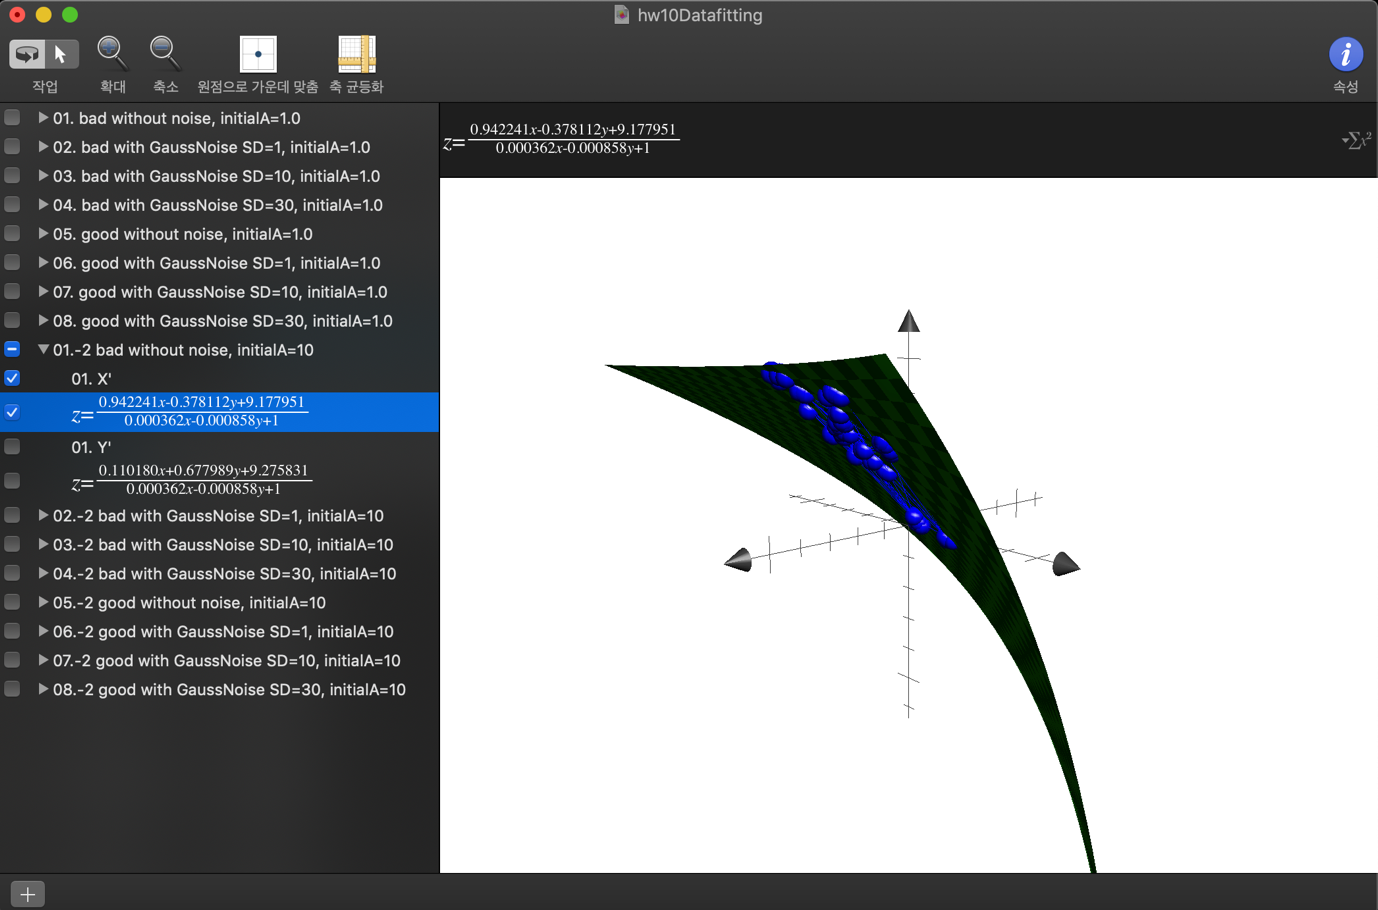 hw10Datafitting
작업
확대
축소
원점으로 가운데 맞춤
축 균등화
속성
01. bad without noise, initialA=1.0
02. bad with GaussNoise SD=1, initialA=1.0
03. bad with GaussNoise SD=10, initialA=1.0
04. bad with GaussNoise SD=30, initialA=1.0
05. good without noise, initialA=1.0
06. good with GaussNoise SD=1, initialA=1.0
07. good with GaussNoise SD=10, initialA=1.0
08. good with GaussNoise SD=30, initialA=1.0
01.-2 bad without noise, initialA=10
01. X'
z=
0.942241x-0.378112y+9.177951
0.000362x-0.000858y+1
01. Y'
z=
0.110180x+0.677989y+9.275831
0.000362x-0.000858y+1
02.-2 bad with GaussNoise SD=1, initialA=10
03.-2 bad with GaussNoise SD=10, initialA=10
04.-2 bad with GaussNoise SD=30, initialA=10
05.-2 good without noise, initialA=10
06.-2 good with GaussNoise SD=1, initialA=10
07.-2 good with GaussNoise SD=10, initialA=10
08.-2 good with GaussNoise SD=30, initialA=10
z=
0.942241x-0.378112y+9.177951
0.000362x-0.000858y+1
∑x²